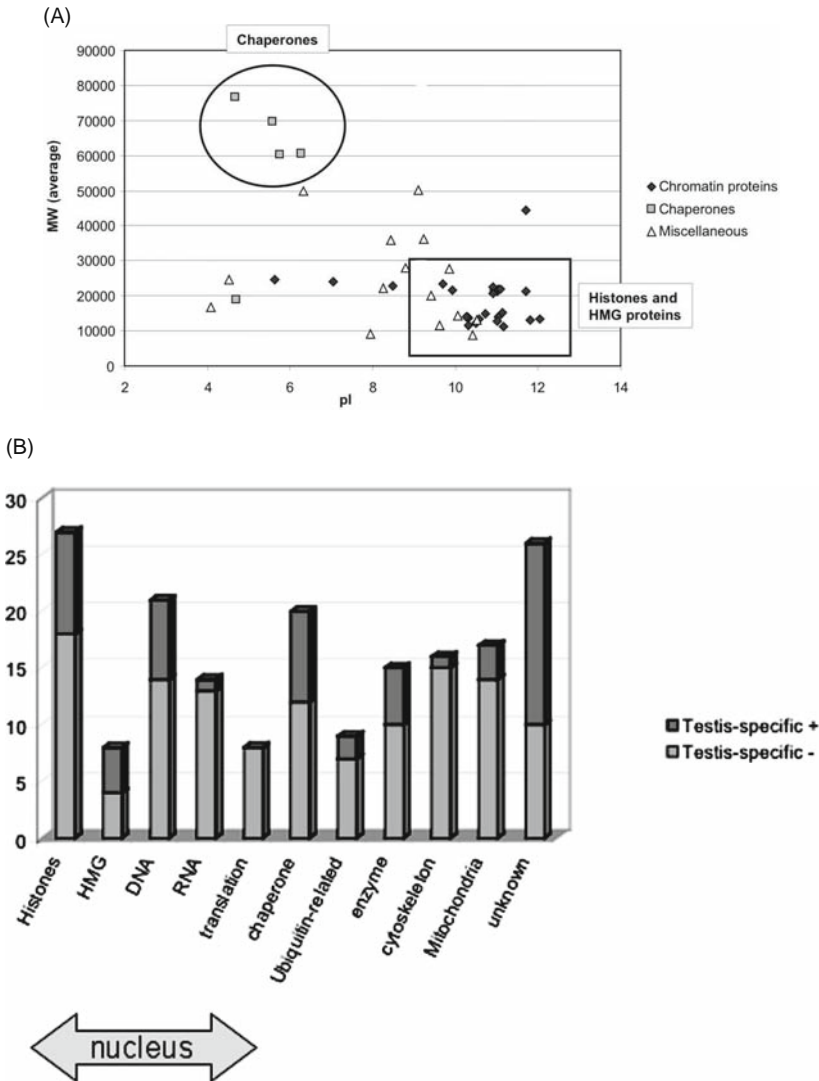 (A)
Chaperones
90000
80000
70000
60000
50000
40000
30000
20000
10000
0
MW (average)
2
4
6
8
10
12
14
pI
Chromatin proteins
Chaperones
Miscellaneous
Histones and
HMG proteins
(B)
30
25
20
15
10
5
0
Histones
HMG
DNA
RNA
translation
chaperone
Ubiquitin-related
enzyme
cytoskeleton
Mitochondria
unknown
Testis-specific +
Testis-specific -
nucleus